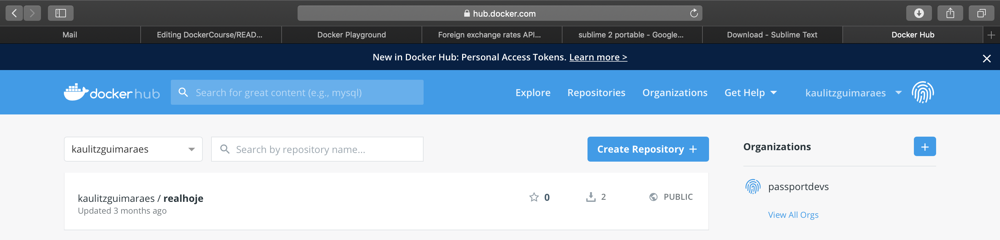 hub.docker.com
Mail
Editing DockerCourse/READ...
Docker Playground
Foreign exchange rates API...
sublime 2 portable - Google...
Download - Sublime Text
Docker Hub
New in Docker Hub: Personal Access Tokens. Learn more >
docker hub
Search for great content (e.g., mysql)
Explore
Repositories
Organizations
Get Help
kaulitzguimaraes
kaulitzguimaraes
Search by repository name...
Create Repository +
Organizations
+
kaulitzguimaraes / realhoje
0
2
PUBLIC
Updated 3 months ago
passportdevs
View All Orgs